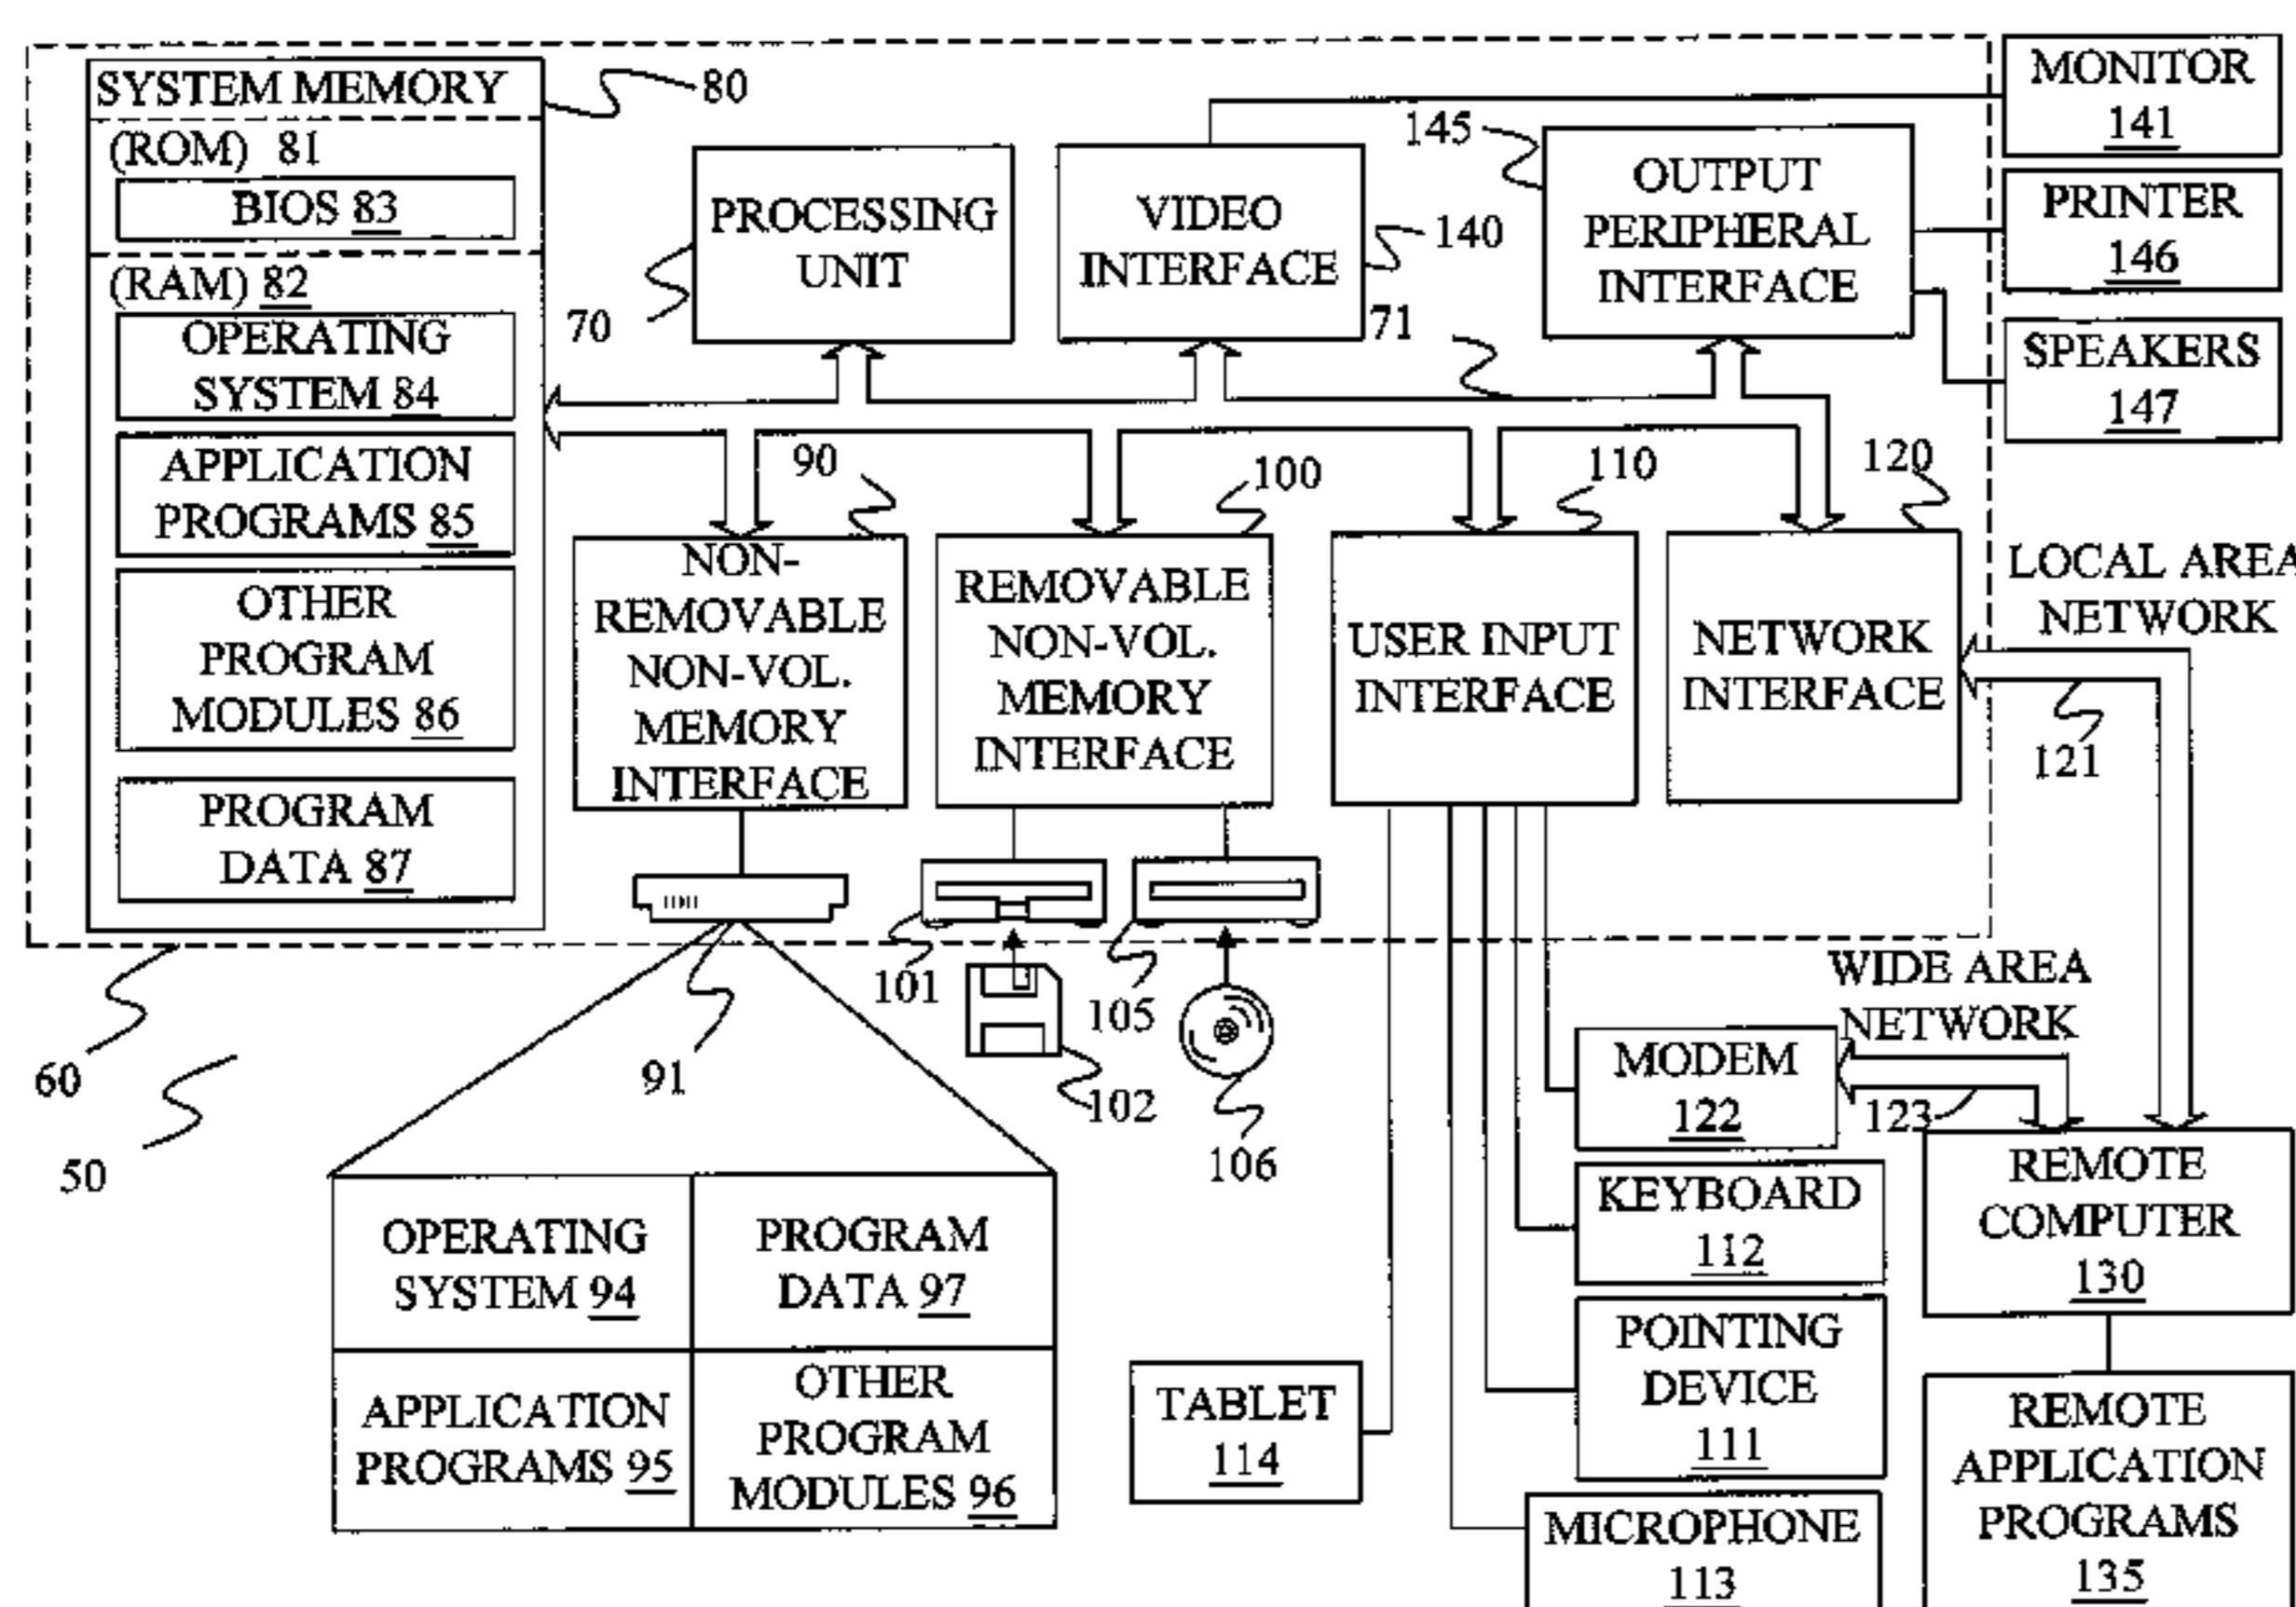 SYSTEM MEMORY
80
(ROM) 81
BIOS 83
(RAM) 82
OPERATING
SYSTEM 84
APPLICATION
PROGRAMS 85
OTHER
PROGRAM
MODULES 86
PROGRAM
DATA 87
PROCESSING
UNIT
70
VIDEO
INTERFACE
140
145
OUTPUT
PERIPHERAL
INTERFACE
71
MONITOR
141
PRINTER
146
SPEAKERS
147
90
NON-
REMOVABLE
NON-VOL.
MEMORY
INTERFACE
100
REMOVABLE
NON-VOL.
MEMORY
INTERFACE
110
USER INPUT
INTERFACE
120
NETWORK
INTERFACE
LOCAL AREA
NETWORK
121
60
50
91
101
102
105
106
OPERATING
SYSTEM 94
PROGRAM
DATA 97
APPLICATION
PROGRAMS 95
OTHER
PROGRAM
MODULES 96
WIDE AREA
NETWORK
MODEM
122
123
KEYBOARD
112
POINTING
DEVICE
111
TABLET
114
MICROPHONE
113
REMOTE
COMPUTER
130
REMOTE
APPLICATION
PROGRAMS
135